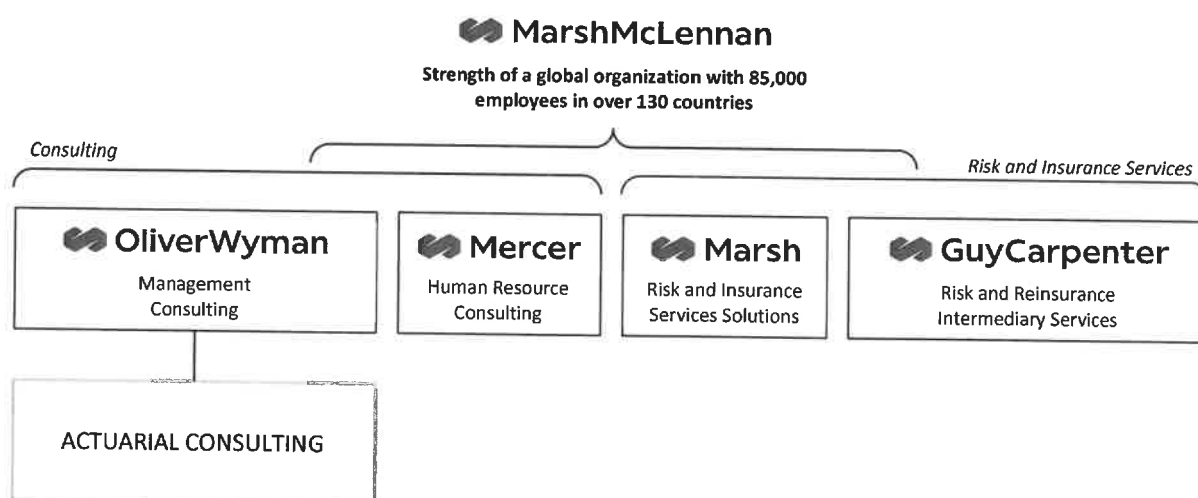 MarshMcLennan
Strength of a global organization with 85,000
employees in over 130 countries
Consulting
Risk and Insurance Services
OliverWyman
Management
Consulting
Mercer
Human Resource
Consulting
Marsh
Risk and Insurance
Services Solutions
GuyCarpenter
Risk and Reinsurance
Intermediary Services
ACTUARIAL CONSULTING